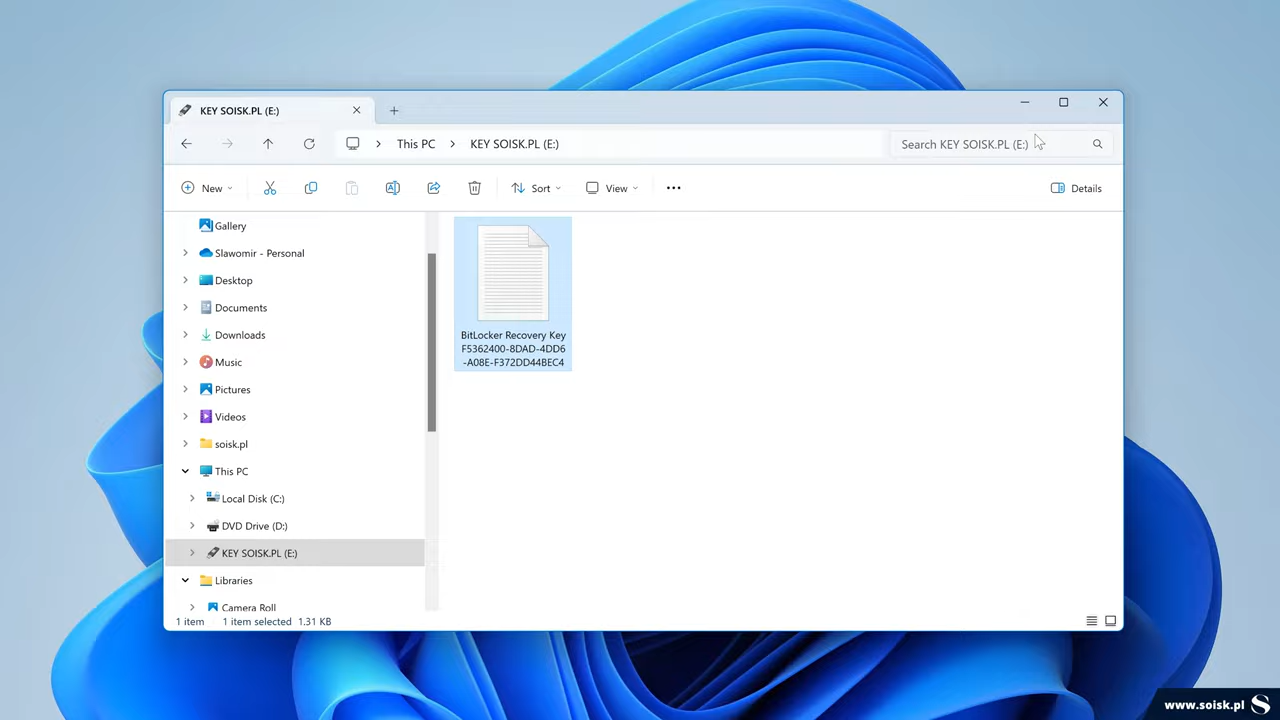 KEY SOISK.PL (E:)
This PC
KEY SOISK.PL (E:)
Search KEY SOISK.PL (E:)
New
Sort
View
Details
Gallery
Slawomir - Personal
Desktop
Documents
Downloads
Music
Pictures
Videos
soisk.pl
This PC
Local Disk (C:)
DVD Drive (D:)
KEY SOISK.PL (E:)
Libraries
Camera Roll
BitLocker Recovery Key
F5362400-8DAD-4DD6
-A08E-F372DD44BEC4
1 item
1 item selected 1.31 KB
www.soisk.pl